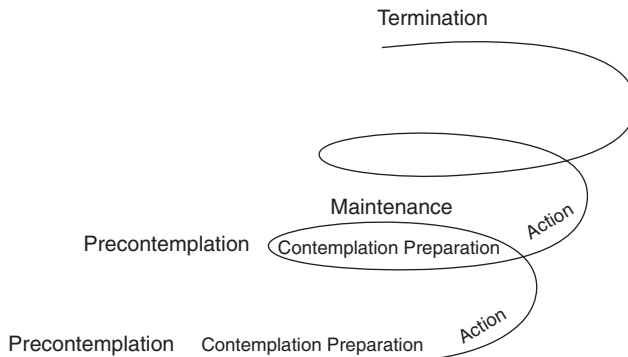 Termination
Maintenance
Action
Precontemplation
Contemplation Preparation
Action
Precontemplation
Contemplation Preparation